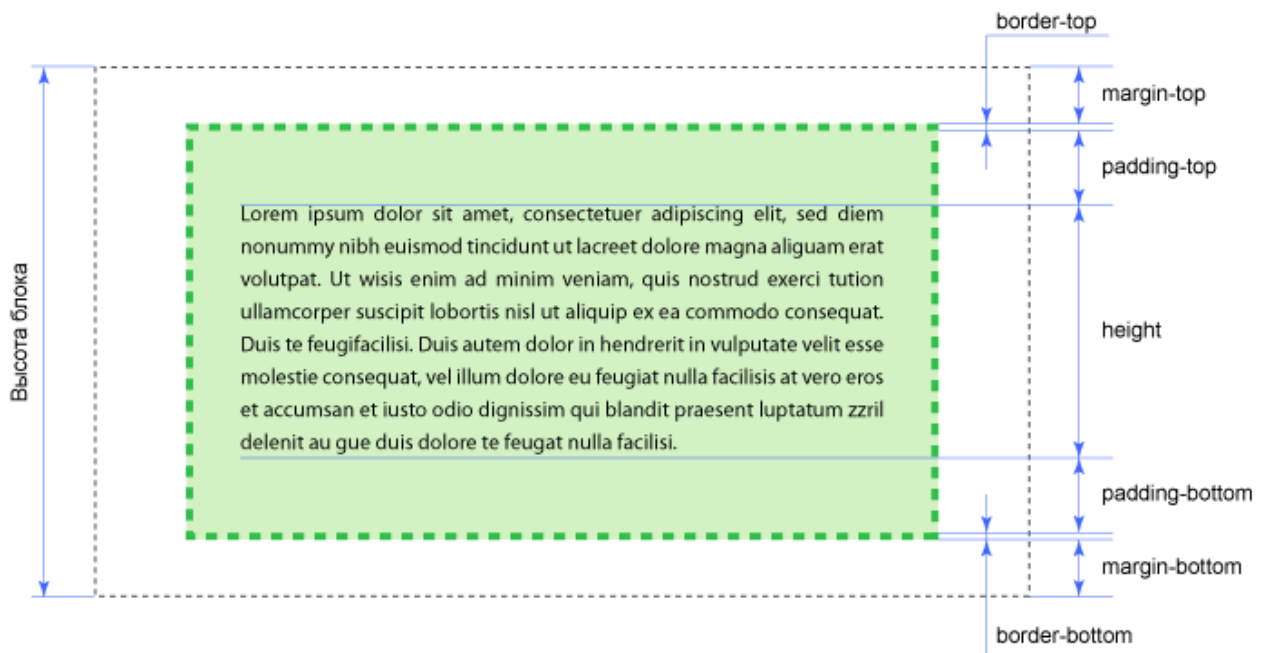 border-top
margin-top
padding-top
Lorem ipsum dolor sit amet, consectetuer adipiscing elit, sed diem
nonummy nibh euismod tincidunt ut lacreet dolore magna aliguam erat
volutpat. Ut wisis enim ad minim veniam, quis nostrud exerci tution
ullamcorper suscipit lobortis nisl ut aliquip ex ea commodo consequat.
Duis te feugifacilisi. Duis autem dolor in hendrerit in vulputate velit esse
molestie consequat, vel illum dolore eu feugiat nulla facilisis at vero eros
et accumsan et iusto odio dignissim qui blandit praesent luptatum zzril
delenit au gue duis dolore te feugat nulla facilisi.
Высота блока
height
padding-bottom
margin-bottom
border-bottom